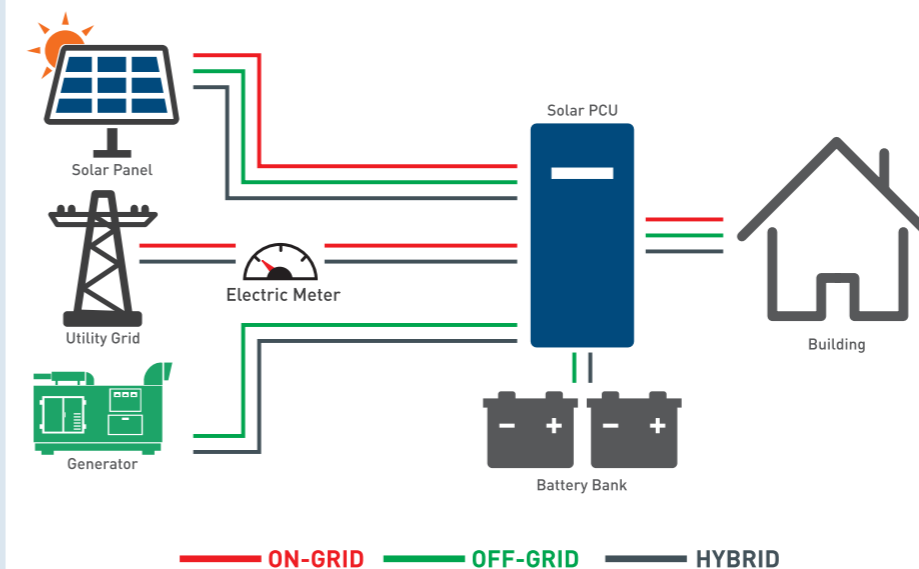 Solar PCU
Solar Panel
Electric Meter
Utility Grid
Building
Generator
Battery Bank
ON-GRID
OFF-GRID
HYBRID